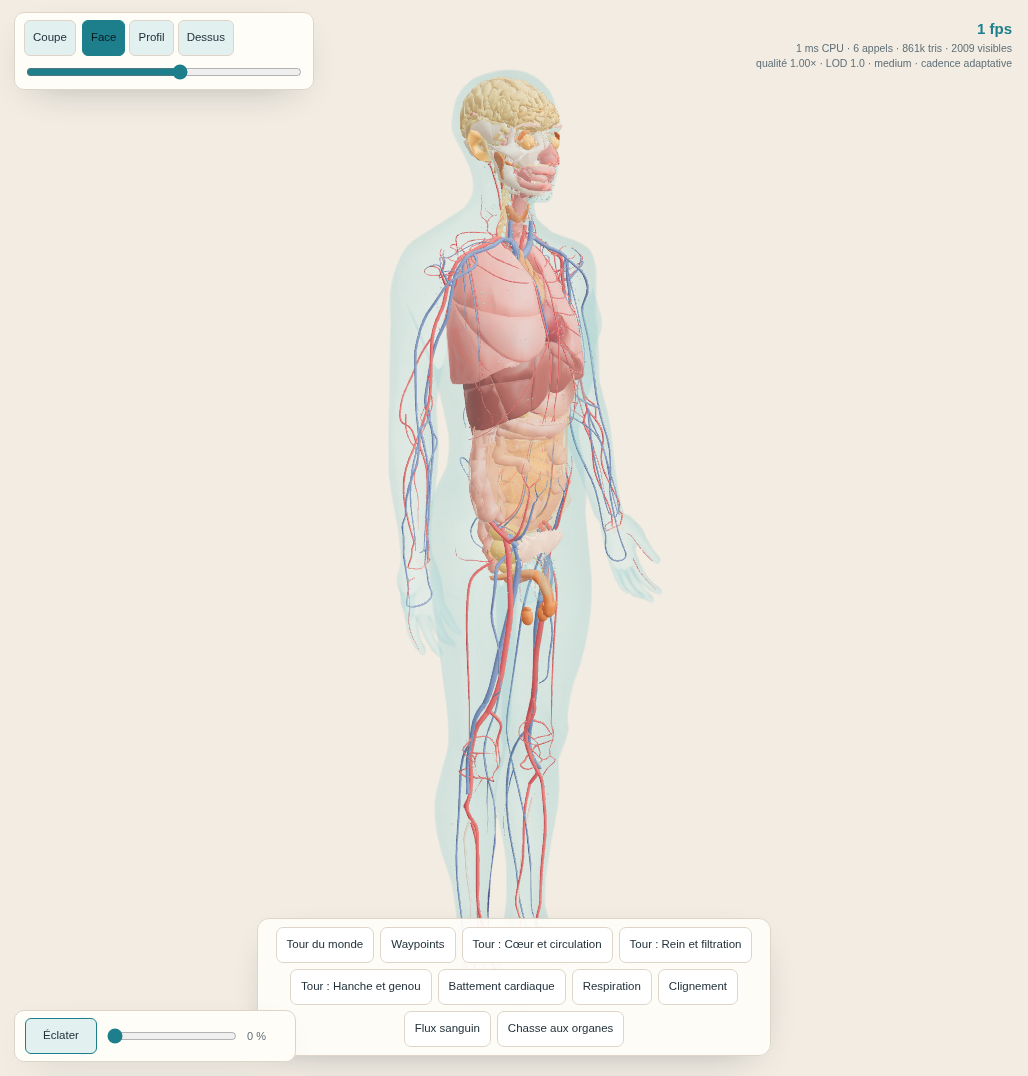 Coupe Face Profil Dessus
1 fps
1 ms CPU · 6 appels · 861k tris · 2009 visibles
qualité 1.00× · LOD 1.0 · medium · cadence adaptative
Tour du monde Waypoints Tour : Cœur et circulation Tour : Rein et filtration
Tour : Hanche et genou Battement cardiaque Respiration Clignement
Flux sanguin Chasse aux organes
Éclater 0 %